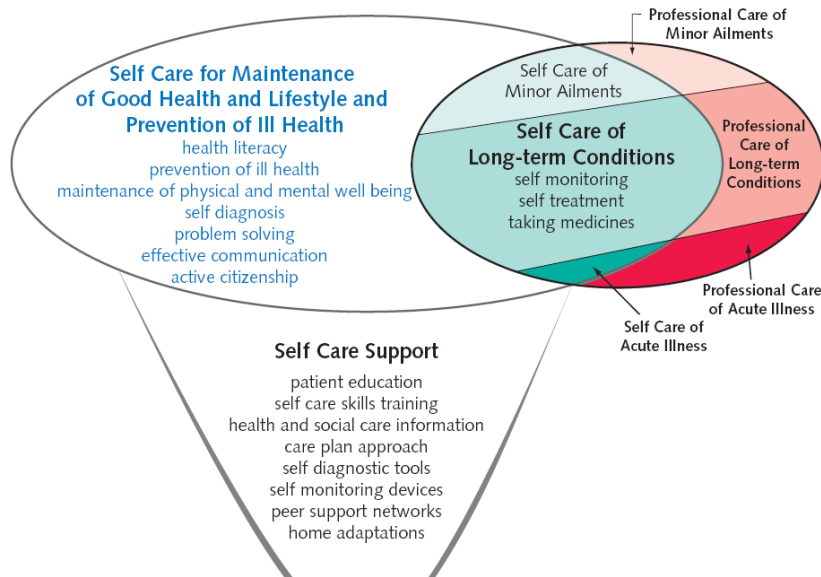 Self Care for Maintenance
of Good Health and Lifestyle and
Prevention of Ill Health
health literacy
prevention of ill health
maintenance of physical and mental well being
self diagnosis
problem solving
effective communication
active citizenship
Professional Care of
Minor Ailments
Self Care of
Minor Ailments
Self Care of
Long-term Conditions
self monitoring
self treatment
taking medicines
Professional
Care of
Long-term
Conditions
Professional Care
of Acute Illness
Self Care of
Acute Illness
Self Care Support
patient education
self care skills training
health and social care information
care plan approach
self diagnostic tools
self monitoring devices
peer support networks
home adaptations